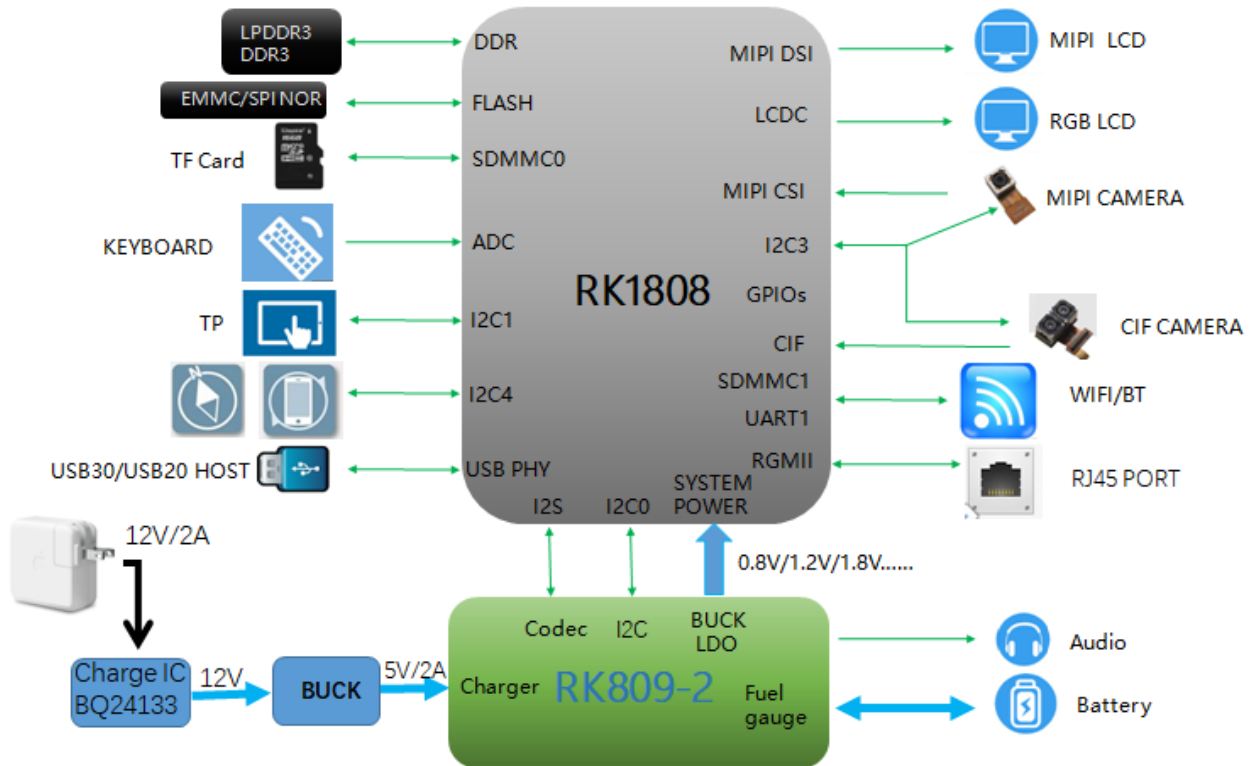 LPDDR3
DDR3
DDR
EMMC/SPI NOR
FLASH
TF Card
SDMMC0
KEYBOARD
ADC
TP
I2C1
I2C4
USB30/USB20 HOST
USB PHY
RK1808
MIPI DSI
MIPI LCD
LCDC
RGB LCD
MIPI CSI
MIPI CAMERA
I2C3
GPIOs
CIF
CIF CAMERA
SDMMC1
UART1
WIFI/BT
RGMII
RJ45 PORT
SYSTEM
POWER
I2S
I2C0
12V/2A
0.8V/1.2V/1.8V......
Charge IC
BQ24133
12V
BUCK
5V/2A
Codec
I2C
BUCK
LDO
Charger
RK809-2
Fuel
gauge
Audio
Battery